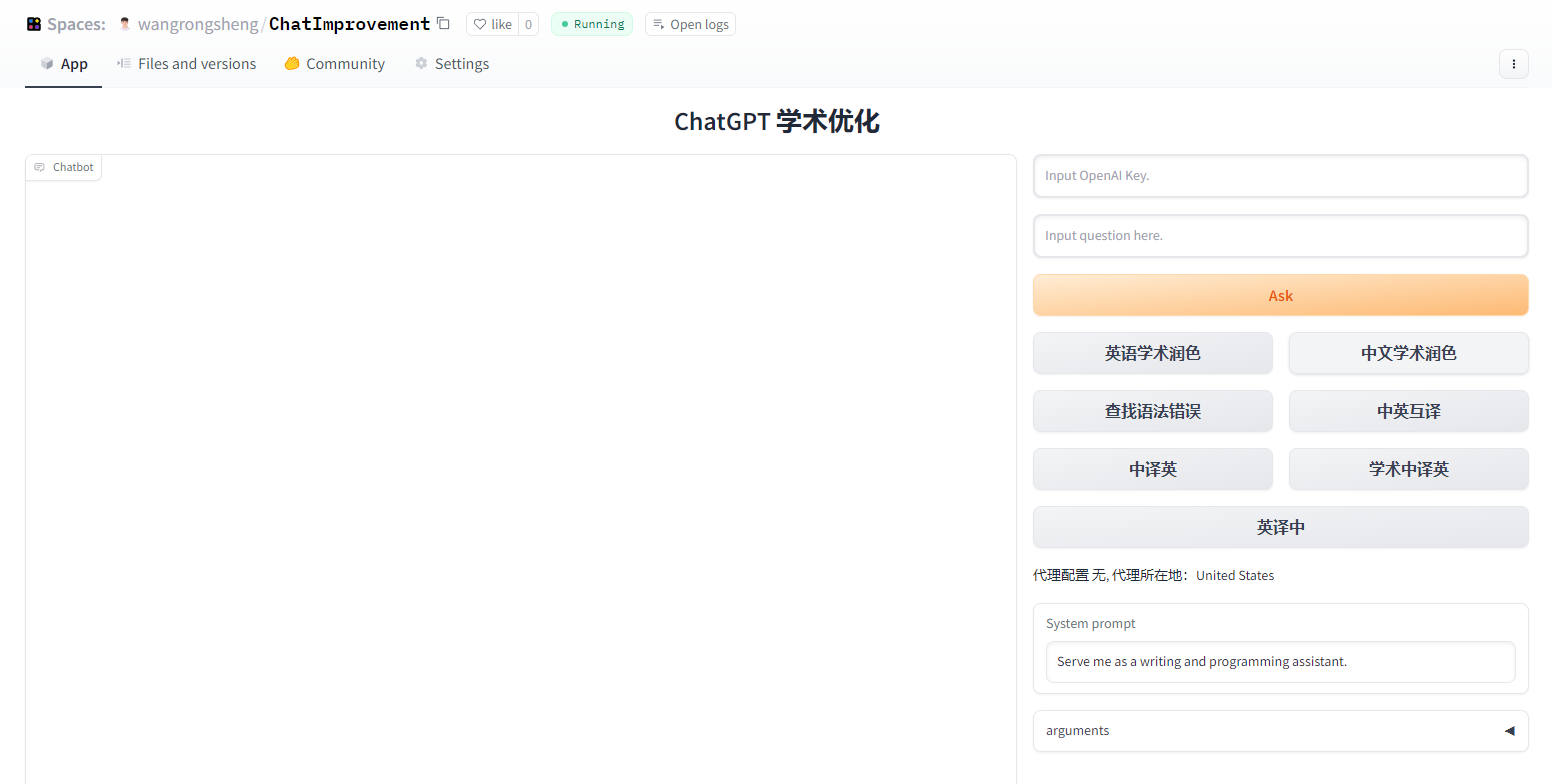 Spaces: wangrongsheng/ChatImprovement like 0 Running Open logs
App Files and versions Community Settings
ChatGPT 学术优化
Chatbot
Input OpenAI Key.
Input question here.
Ask
英语学术润色 中文学术润色
查找语法错误 中英互译
中译英 学术中译英
英译中
代理配置 无, 代理所在地：United States
System prompt
Serve me as a writing and programming assistant.
arguments